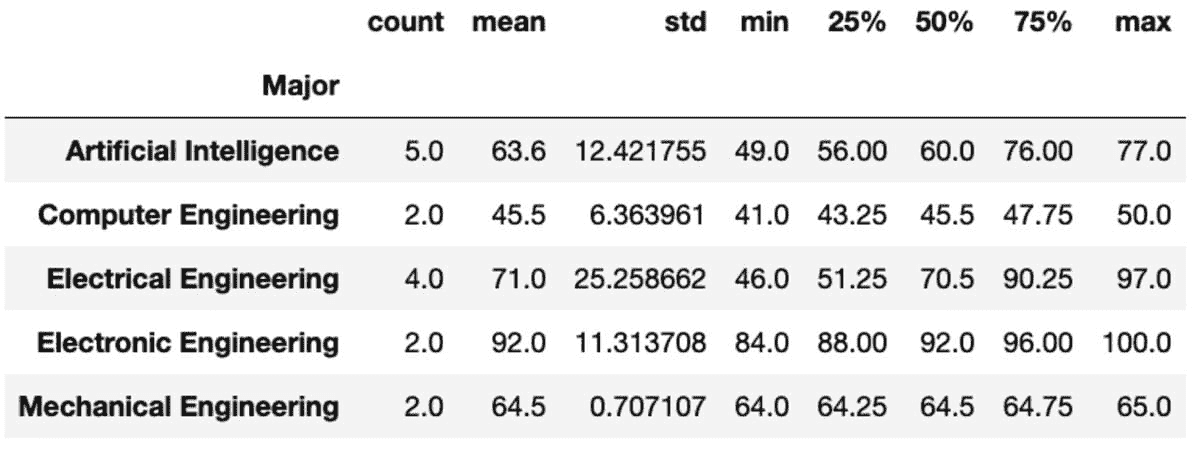 count mean std min 25% 50% 75% max
Major
Artificial Intelligence 5.0 63.6 12.421755 49.0 56.00 60.0 76.00 77.0
Computer Engineering 2.0 45.5 6.363961 41.0 43.25 45.5 47.75 50.0
Electrical Engineering 4.0 71.0 25.258662 46.0 51.25 70.5 90.25 97.0
Electronic Engineering 2.0 92.0 11.313708 84.0 88.00 92.0 96.00 100.0
Mechanical Engineering 2.0 64.5 0.707107 64.0 64.25 64.5 64.75 65.0